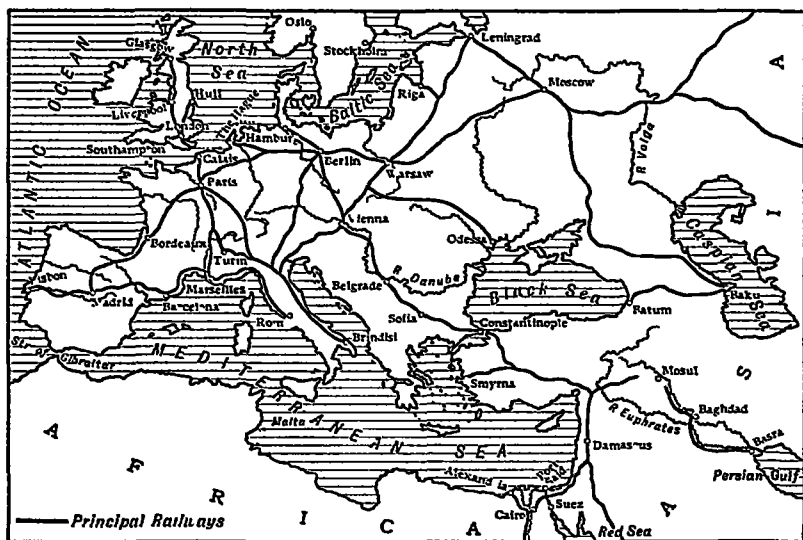 Oslo
Leningrad
Glasgow
North Sea
Stockholm
Moscow
Hull
Riga
Baltic Sea
Liverpool
London
The Hague
Hamburg
R Volga
Southampton
Calais
Berlin
Warsaw
Paris
ATLANTIC OCEAN
Vienna
Odessa
Caspian Sea
Bordeaux
Turin
R. Danube
Lisbon
Madrid
Marseilles
Belgrade
Black Sea
Baku
Barcelona
Rom
Sofia
Batum
Constantinople
Str. of Gibraltar
Brindisi
MEDITERRANEAN SEA
Smyrna
Mosul
R Euphrates
Baghdad
Malta
Damascus
Basra
Alexandria
Port Said
Persian Gulf
Cairo
Suez
Red Sea
AFRICA
ASIA
Principal Railways